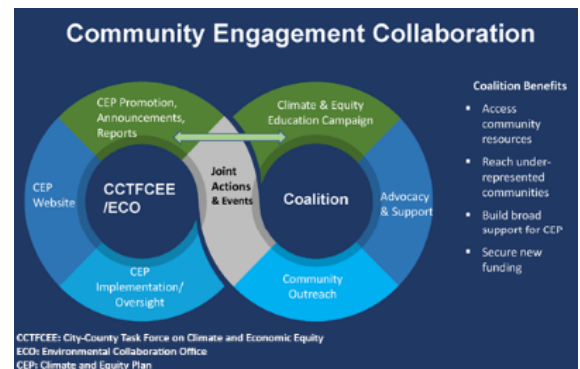 Community Engagement Collaboration
CEP Promotion,
Announcements,
Reports
Climate & Equity
Education Campaign
CEP
Website
CCTFCEE
/ECO
Joint
Actions
& Events
Coalition
Advocacy
& Support
CEP
Implementation/
Oversight
Community
Outreach
Coalition Benefits
Access
community
resources
Reach under-
represented
communities
Build broad
support for CEP
Secure new
funding
CCTFCEE: City-County Task Force on Climate and Economic Equity
ECO: Environmental Collaboration Office
CEP: Climate and Equity Plan